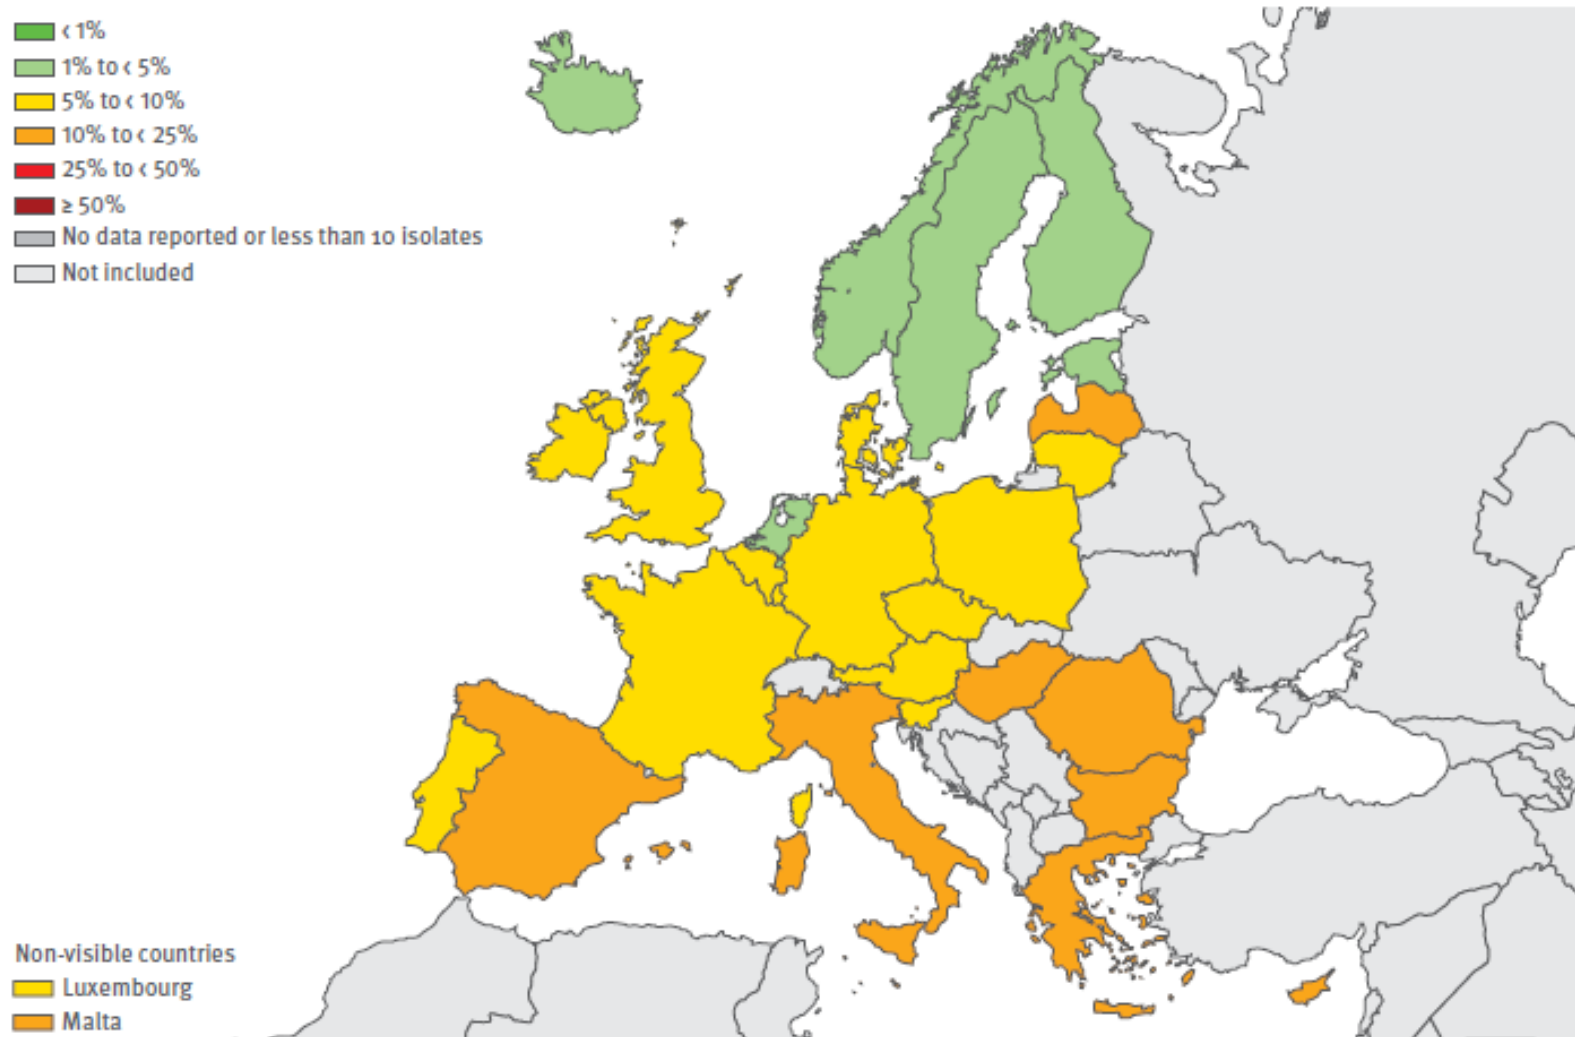 < 1%
1% to < 5%
5% to < 10%
10% to < 25%
25% to < 50%
≥ 50%
No data reported or less than 10 isolates
Not included
Non-visible countries
Luxembourg
Malta